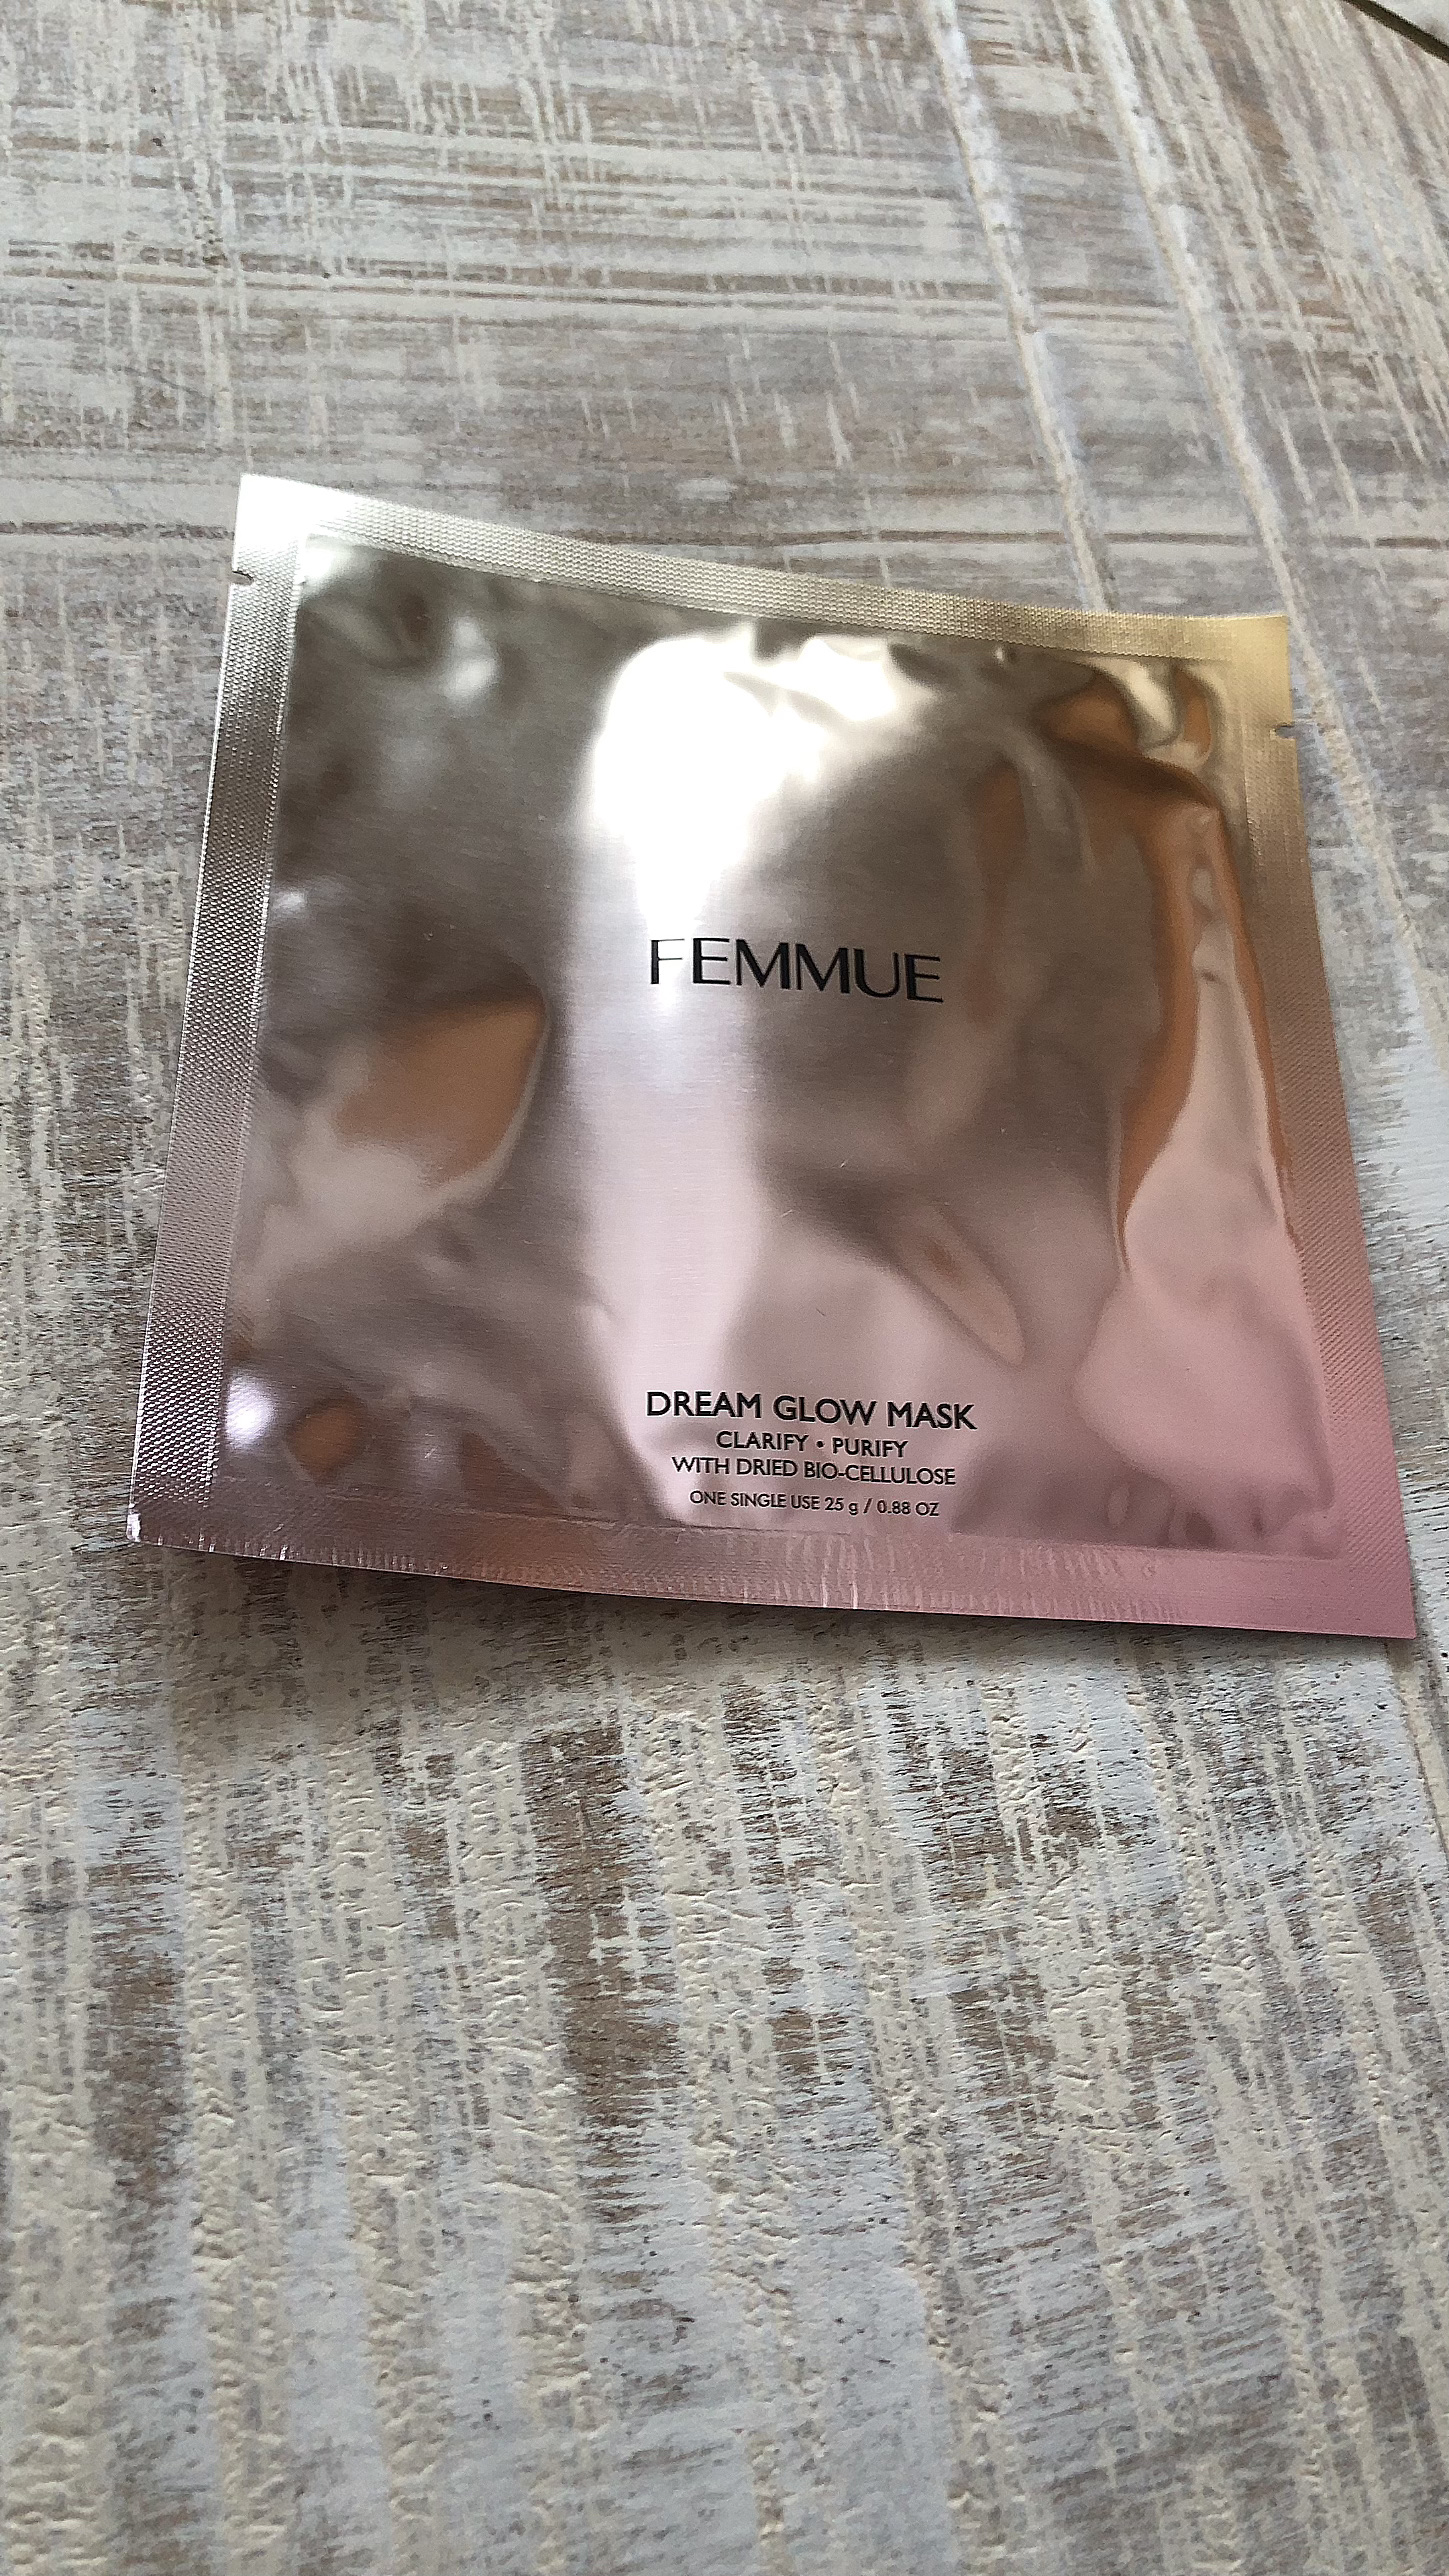 FEMMUE
DREAM GLOW MASK
CLARIFY • PURIFY
WITH DRIED BIO-CELLULOSE
ONE SINGLE USE 25 g / 0.88 OZ